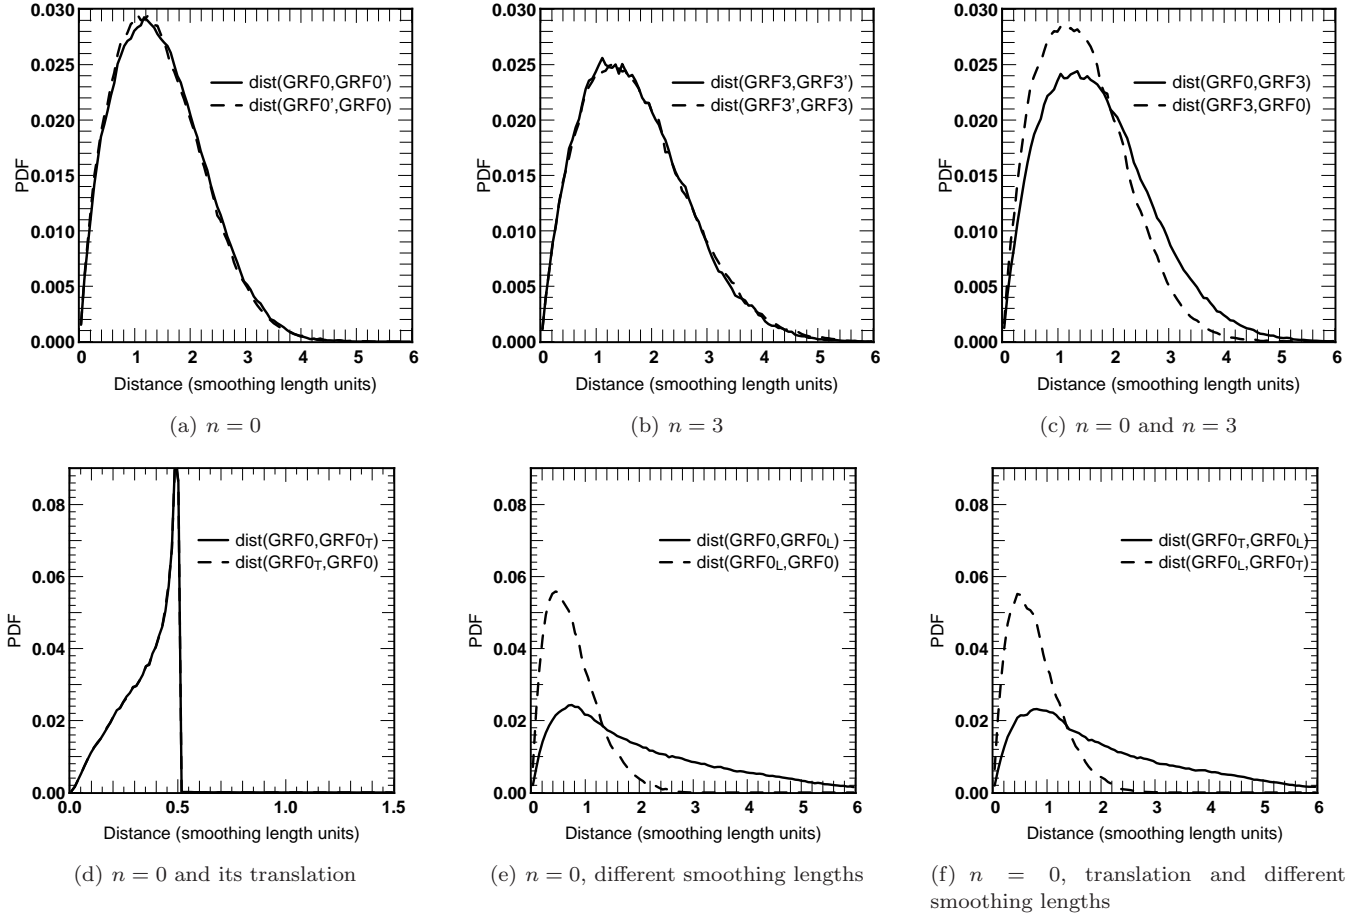 0.030
0.025
0.020
0.015
0.010
0.005
0.000
PDF
dist(GRF0,GRF0')
dist(GRF0',GRF0)
0 1 2 3 4 5 6
Distance (smoothing length units)
(a) n = 0
0.030
0.025
0.020
0.015
0.010
0.005
0.000
PDF
dist(GRF3,GRF3')
dist(GRF3',GRF3)
0 1 2 3 4 5 6
Distance (smoothing length units)
(b) n = 3
0.030
0.025
0.020
0.015
0.010
0.005
0.000
PDF
dist(GRF0,GRF3)
dist(GRF3,GRF0)
0 1 2 3 4 5 6
Distance (smoothing length units)
(c) n = 0 and n = 3
0.08
0.06
0.04
0.02
0.00
PDF
dist(GRF0,GRF0T)
dist(GRF0T,GRF0)
0.0 0.5 1.0 1.5
Distance (smoothing length units)
(d) n = 0 and its translation
0.08
0.06
0.04
0.02
0.00
PDF
dist(GRF0,GRF0L)
dist(GRF0L,GRF0)
0 1 2 3 4 5 6
Distance (smoothing length units)
(e) n = 0, different smoothing lengths
0.08
0.06
0.04
0.02
0.00
PDF
dist(GRF0T,GRF0L)
dist(GRF0L,GRF0T)
0 1 2 3 4 5 6
Distance (smoothing length units)
(f) n = 0, translation and different
smoothing lengths